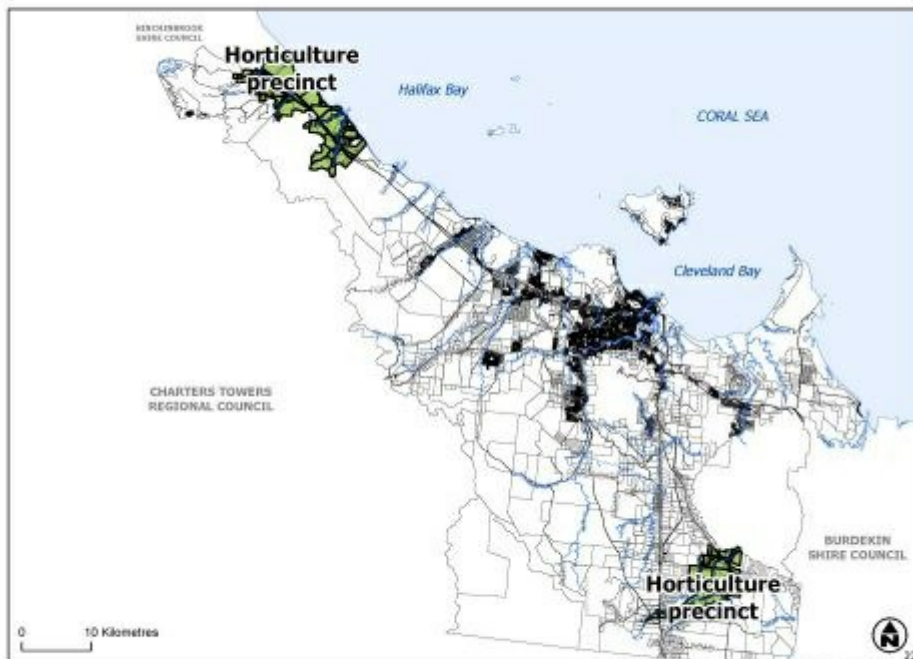 HINCHINBROOK
SHIRE COUNCIL
Horticulture
precinct
Halifax Bay
CORAL SEA
Cleveland Bay
CHARTERS TOWERS
REGIONAL COUNCIL
BURDEKIN
SHIRE COUNCIL
Horticulture
precinct
0 10 Kilometres
N